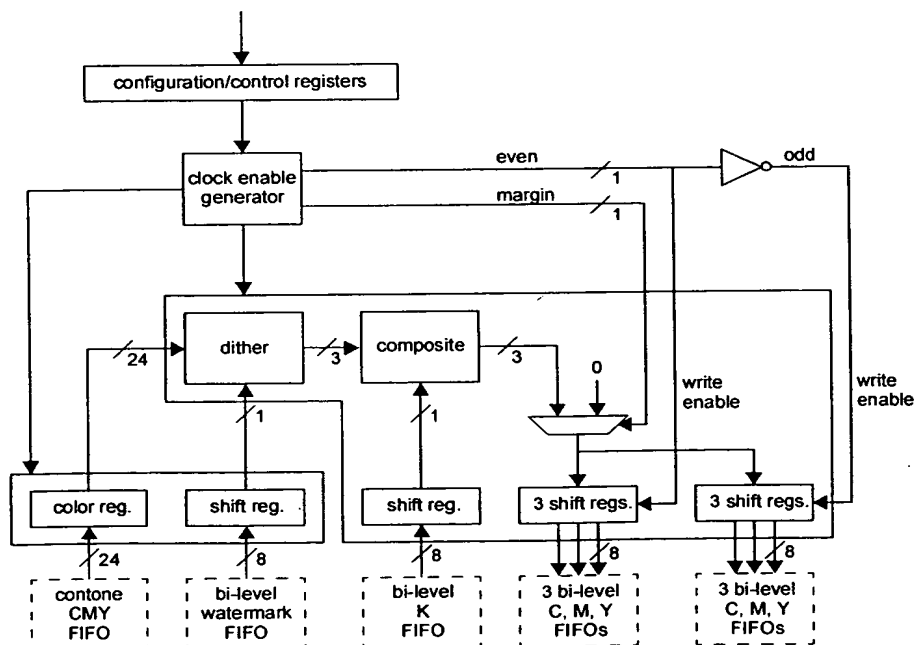 configuration/control registers
clock enable
generator
even
1
odd
margin
1
dither
composite
24
3
3
0
1
1
write
enable
write
enable
color reg.
shift reg.
shift reg.
3 shift regs.
3 shift regs.
24
8
8
8
8
contone
CMY
FIFO
bi-level
watermark
FIFO
bi-level
K
FIFO
3 bi-level
C, M, Y
FIFOs
3 bi-level
C, M, Y
FIFOs